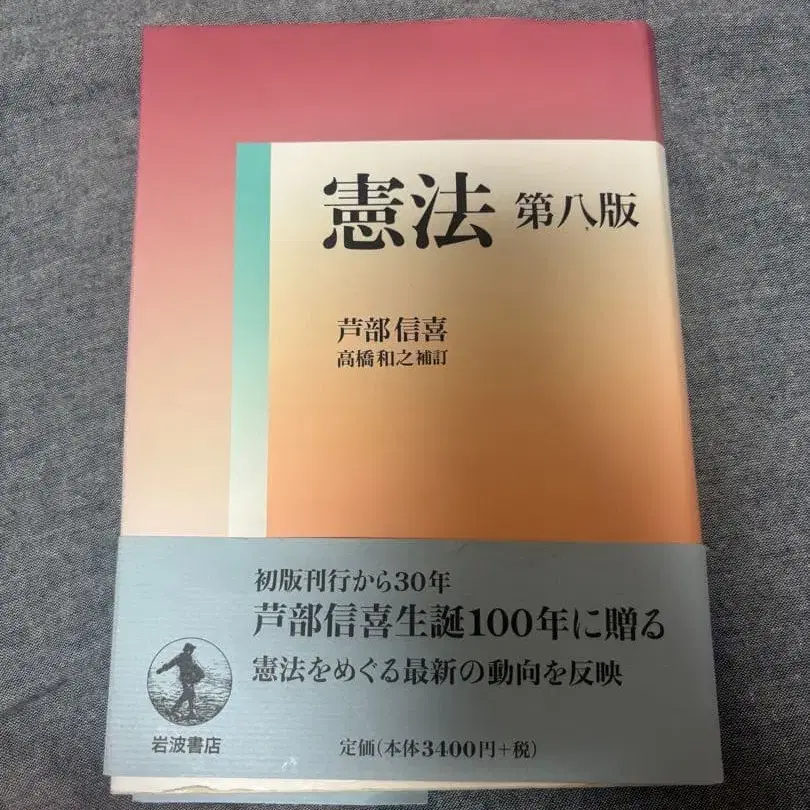 憲法 第八版
芦部信喜
高橋和之補訂
初版刊行から30年
芦部信喜生誕100年に贈る
憲法をめぐる最新の動向を反映
岩波書店
定価(本体3400円+税)